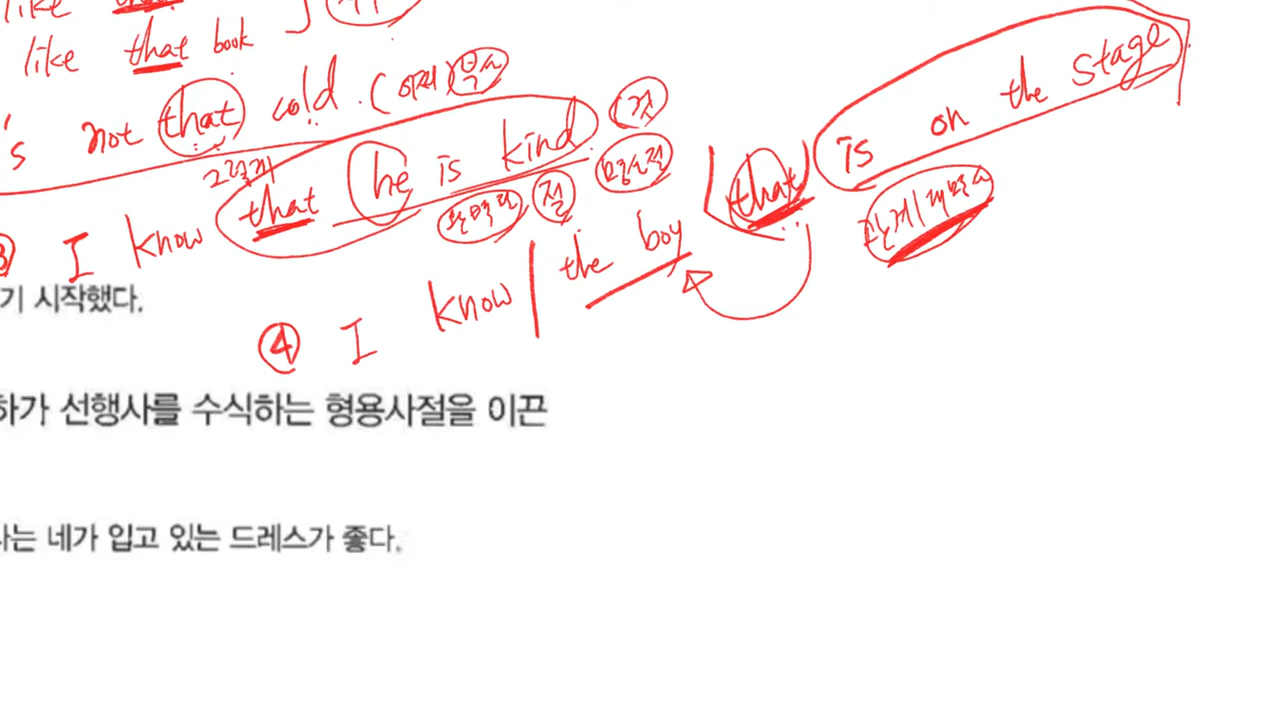 like
like that book
's not that cold. (어제) 부사
그렇게
③ I know that he is kind. 것
완벽한 절 명사절
④ I know the boy that is on the stage
관계대명사
기 시작했다.
하가 선행사를 수식하는 형용사절을 이끈
나는 네가 입고 있는 드레스가 좋다.